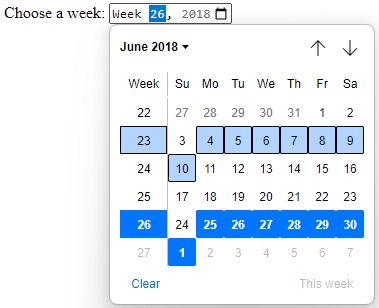 Choose a week: Week 26, 2018
June 2018
Week Su Mo Tu We Th Fr Sa
22 27 28 29 30 31 1 2
23 3 4 5 6 7 8 9
24 10 11 12 13 14 15 16
25 17 18 19 20 21 22 23
26 24 25 26 27 28 29 30
27 1 2 3 4 5 6 7
Clear This week